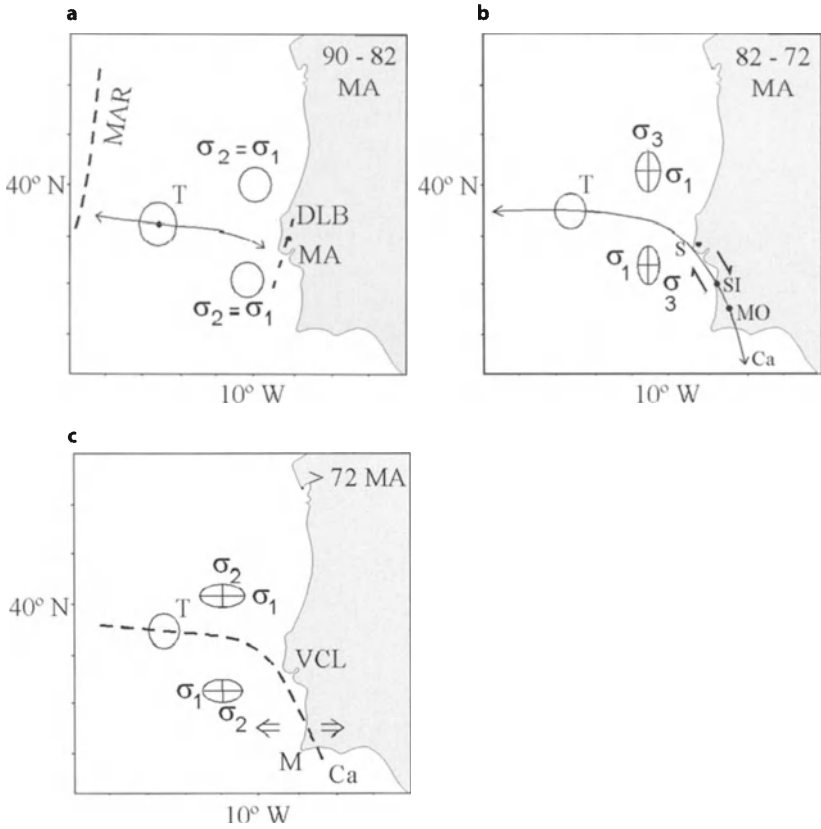 a
90 - 82
MA
MAR
σ2 = σ1
40° N
T
DLB
MA
σ2 = σ1
10° W
b
82 - 72
MA
σ3
σ1
40° N
T
S
σ1
σ3
SI
MO
Ca
10° W
c
> 72 MA
σ2
σ1
40° N
T
VCL
σ1
σ2
M
Ca
10° W